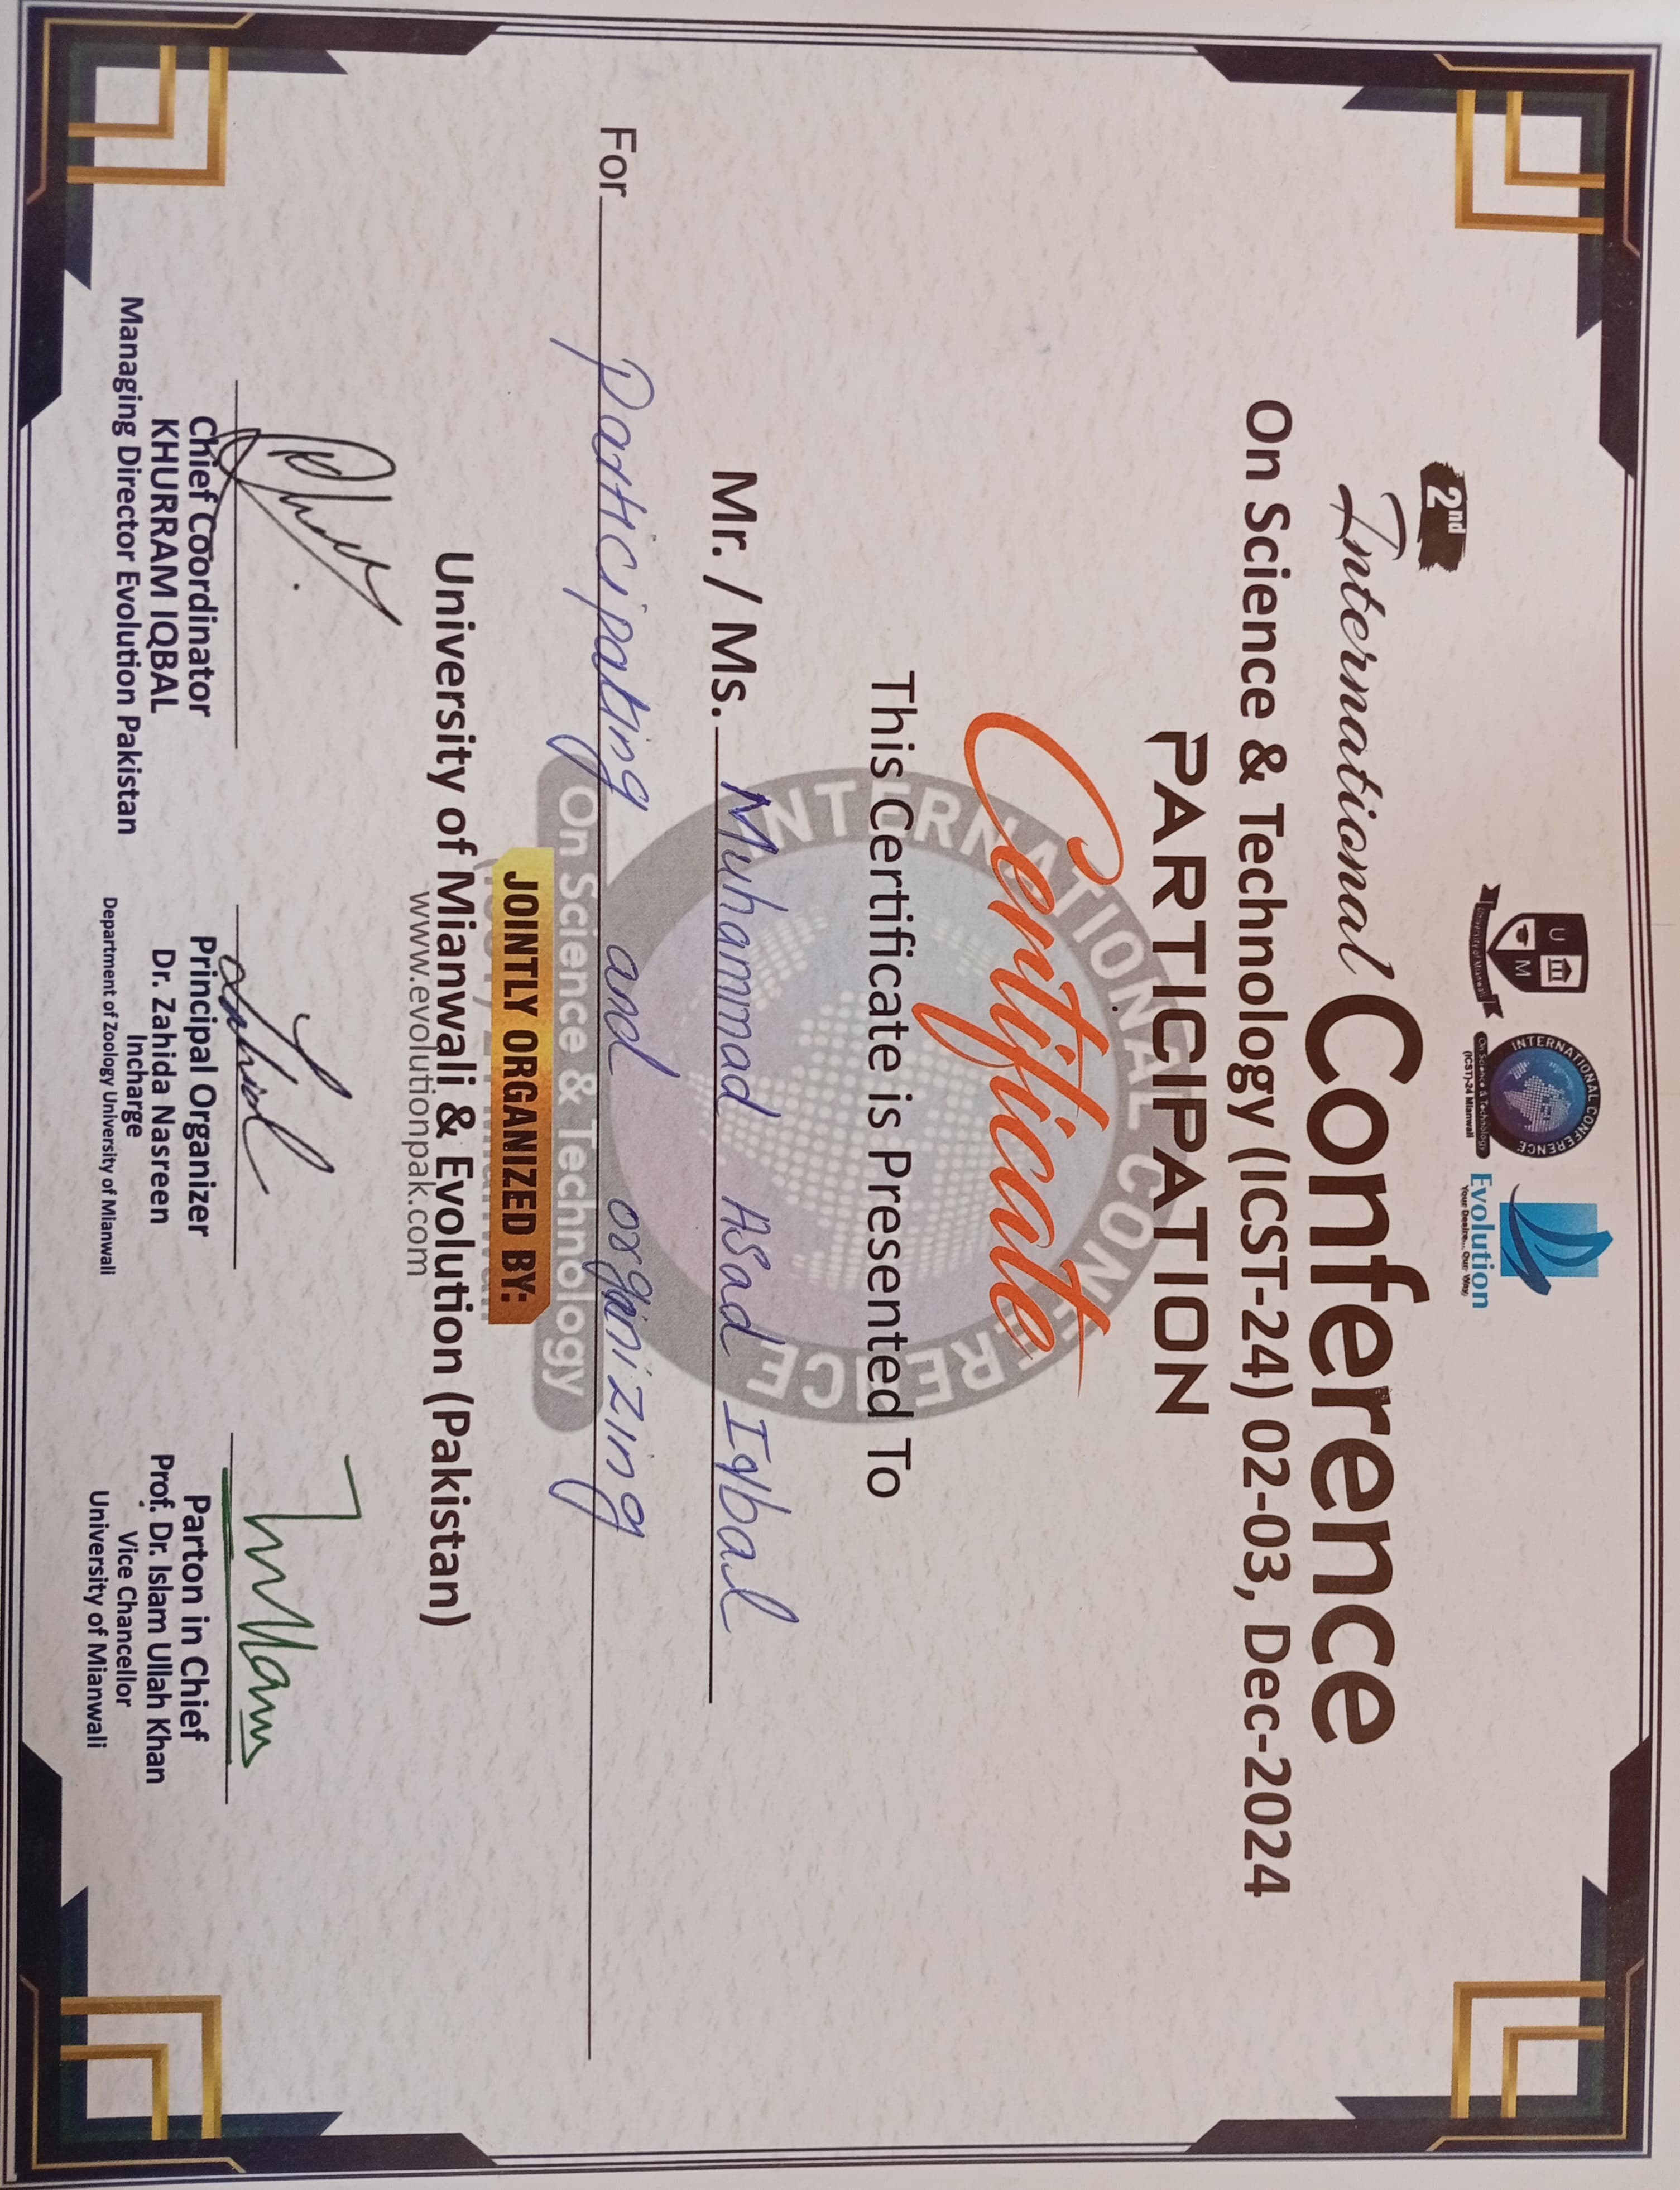 U
M
University of Mianwali
INTERNATIONAL CONFERENCE
On Science & Technology
(ICST)-24 Mianwali
Evolution
Your Desire... Our Way
2nd
International Conference
On Science & Technology (ICST-24) 02-03, Dec-2024
PARTICIPATION
Certificate
INTERNATIONAL CONFERENCE
This Certificate is Presented To
Mr. / Ms. Muhammad Asad Iqbal
For Participating and organizing
On Science & Technology
JOINTLY ORGANIZED BY:
(ICST)-24 Mianwali
University of Mianwali & Evolution (Pakistan)
www.evolutionpak.com
Chief Coordinator
KHURRAM IQBAL
Managing Director Evolution Pakistan
Zahid
Principal Organizer
Dr. Zahida Nasreen
Incharge
Department of Zoology University of Mianwali
Parton in Chief
Prof. Dr. Islam Ullah Khan
Vice Chancellor
University of Mianwali